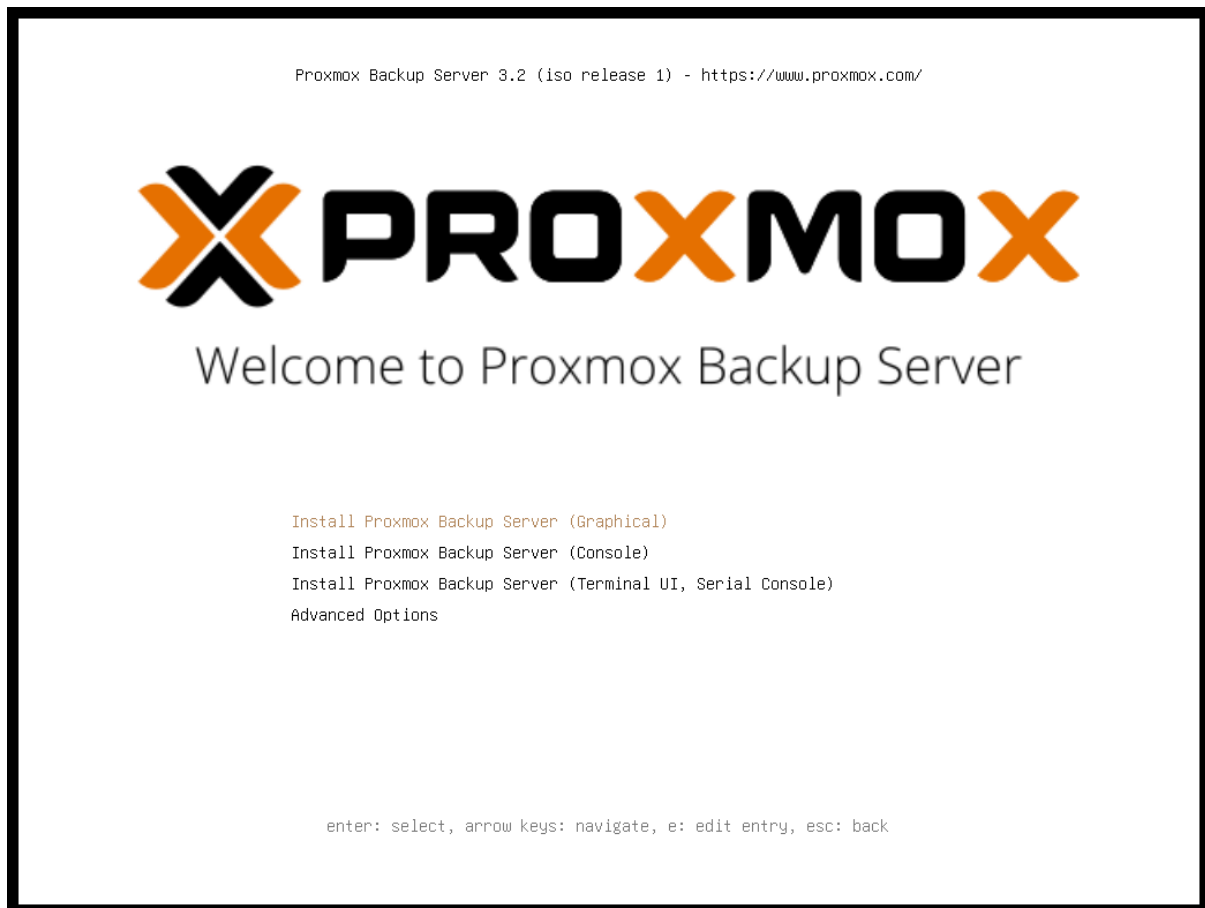 Proxmox Backup Server 3.2 (iso release 1) - https://www.proxmox.com/
PROXMOX
Welcome to Proxmox Backup Server
Install Proxmox Backup Server (Graphical)
Install Proxmox Backup Server (Console)
Install Proxmox Backup Server (Terminal UI, Serial Console)
Advanced Options
enter: select, arrow keys: navigate, e: edit entry, esc: back